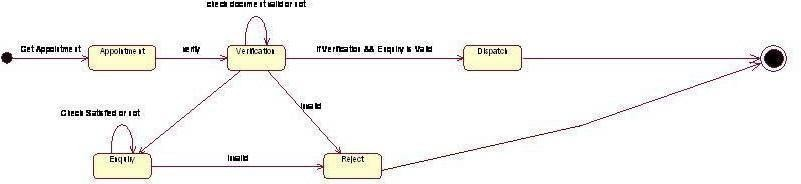 check document valid or not
Get Appointment
Appointment
verify
Verification
If Verification && Enquiry is Valid
Dispatch
Check Satisfied or not
Invalid
Enquiry
Invalid
Reject